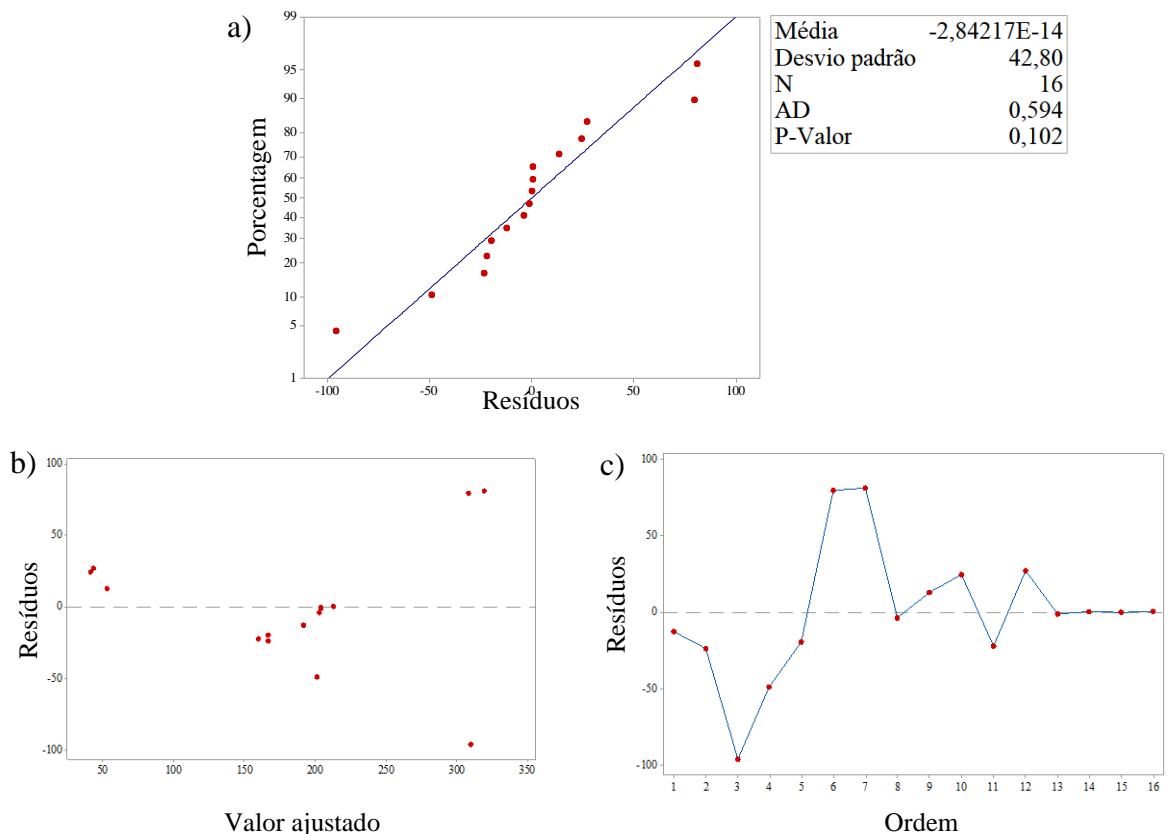 a)
99
95
90
80
70
60
50
40
30
20
10
5
1
Porcentagem
-100 -50 0 50 100
Resíduos
Média -2,84217E-14
Desvio padrão 42,80
N 16
AD 0,594
P-Valor 0,102
b)
100
50
0
-50
-100
Resíduos
50 100 150 200 250 300 350
Valor ajustado
c)
100
50
0
-50
-100
Resíduos
1 2 3 4 5 6 7 8 9 10 11 12 13 14 15 16
Ordem